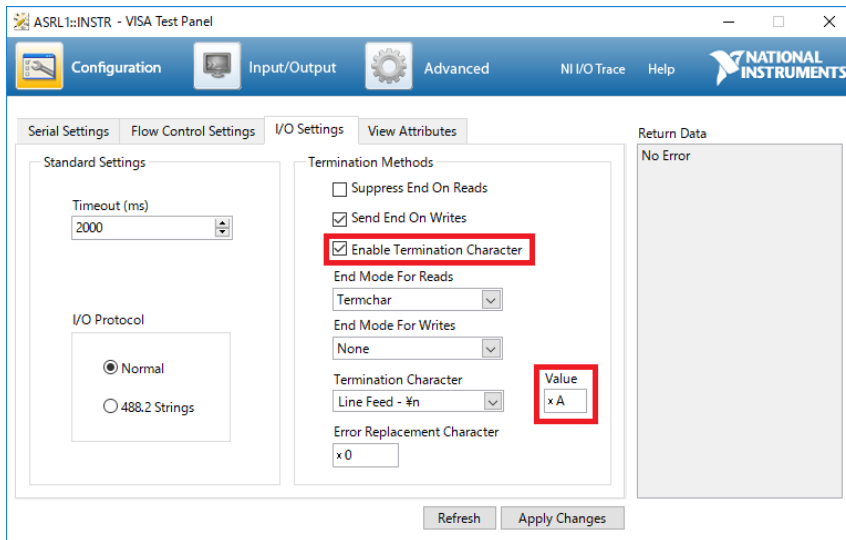 ASRL1::INSTR - VISA Test Panel
Configuration
Input/Output
Advanced
NI I/O Trace
Help
NATIONAL
INSTRUMENTS
Serial Settings
Flow Control Settings
I/O Settings
View Attributes
Standard Settings
Timeout (ms)
2000
I/O Protocol
Normal
488.2 Strings
Termination Methods
Suppress End On Reads
Send End On Writes
Enable Termination Character
End Mode For Reads
Termchar
End Mode For Writes
None
Termination Character
Line Feed - ¥n
Value
x A
Error Replacement Character
x 0
Return Data
No Error
Refresh
Apply Changes